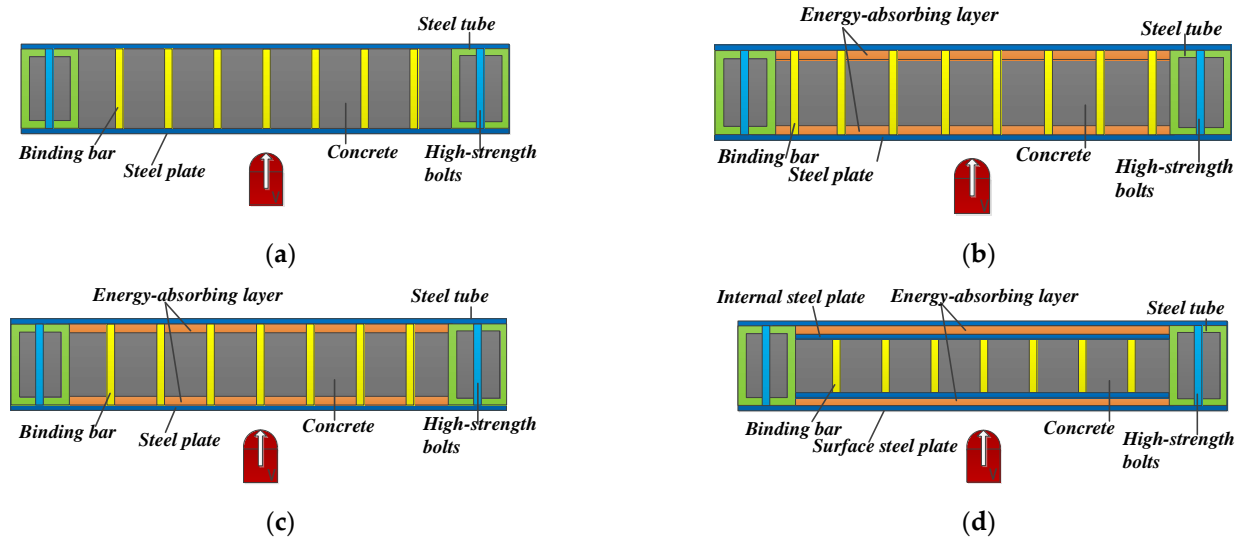 Steel tube
Binding bar
Steel plate
Concrete
High-strength
bolts
(a)
Energy-absorbing layer
Steel tube
Binding bar
Steel plate
Concrete
High-strength
bolts
(b)
Energy-absorbing layer
Steel tube
Binding bar
Steel plate
Concrete
High-strength
bolts
(c)
Internal steel plate
Energy-absorbing layer
Steel tube
Binding bar
Surface steel plate
Concrete
High-strength
bolts
(d)